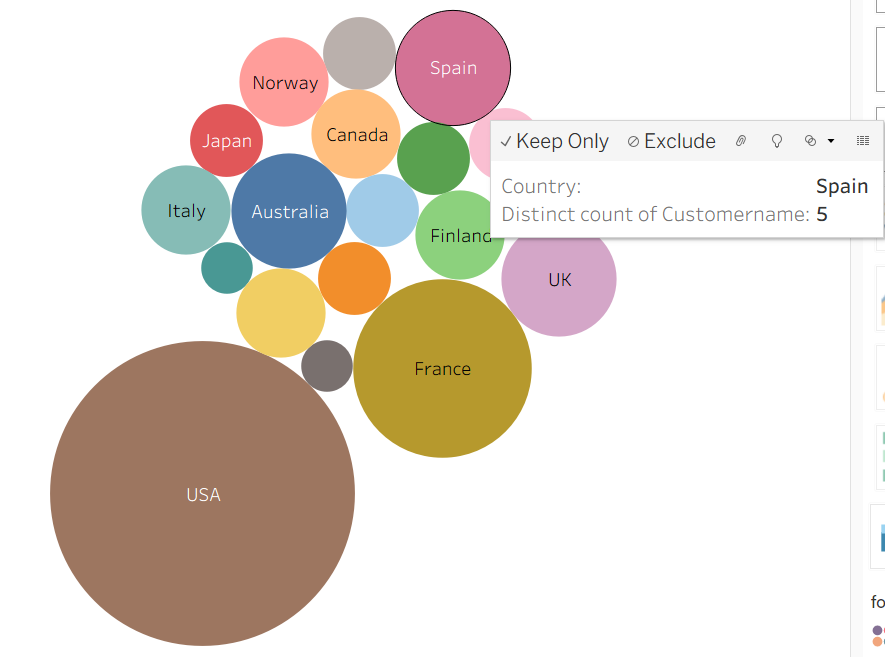 Spain
Norway
Canada
Japan
Keep Only Exclude
Country: Spain
Distinct count of Customername: 5
Italy
Australia
Finland
UK
France
USA
fo